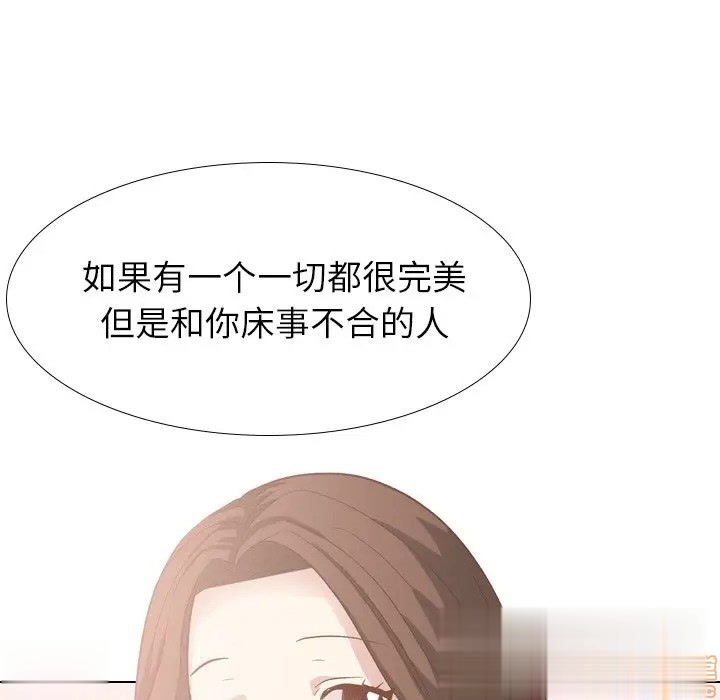 如果有一个一切都很完美
但是和你床事不合的人